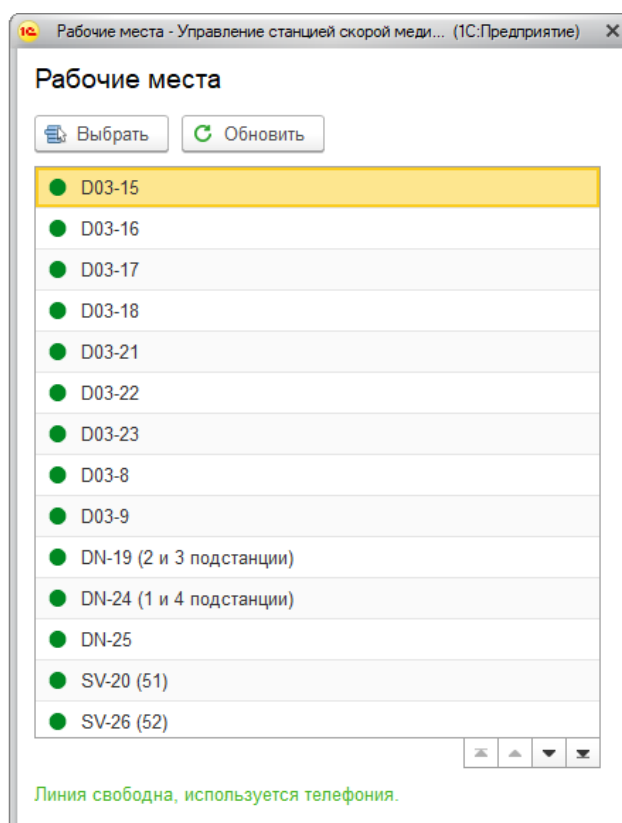 1С Рабочие места - Управление станцией скорой меди... (1С:Предприятие)
Рабочие места
Выбрать Обновить
D03-15
D03-16
D03-17
D03-18
D03-21
D03-22
D03-23
D03-8
D03-9
DN-19 (2 и 3 подстанции)
DN-24 (1 и 4 подстанции)
DN-25
SV-20 (51)
SV-26 (52)
Линия свободна, используется телефония.